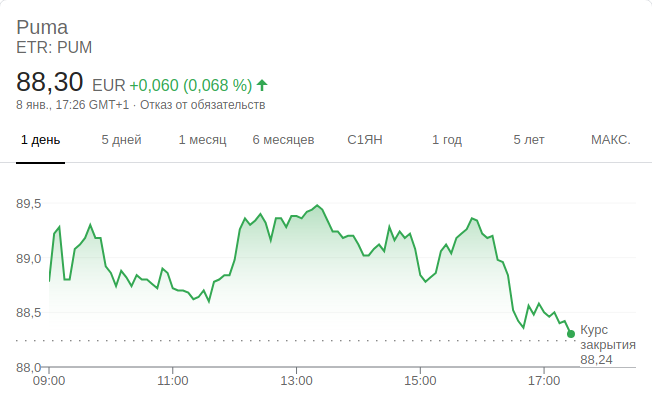 Puma
ETR: PUM
88,30 EUR +0,060 (0,068 %)
8 янв., 17:26 GMT+1 · Отказ от обязательств
1 день 5 дней 1 месяц 6 месяцев С1ЯН 1 год 5 лет МАКС.
89,5
89,0
88,5
Курс
закрытия
88,24
88,0
09:00 11:00 13:00 15:00 17:00